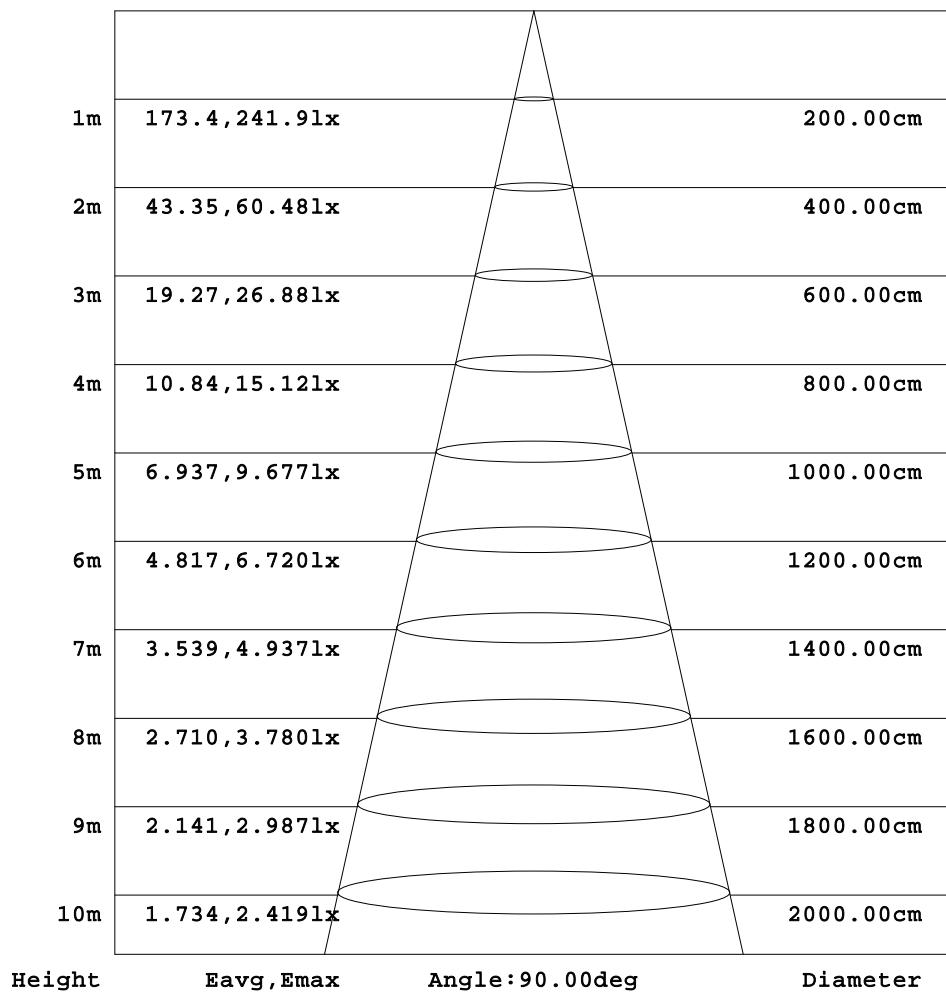 1m 173.4,241.9lx 200.00cm
2m 43.35,60.48lx 400.00cm
3m 19.27,26.88lx 600.00cm
4m 10.84,15.12lx 800.00cm
5m 6.937,9.677lx 1000.00cm
6m 4.817,6.720lx 1200.00cm
7m 3.539,4.937lx 1400.00cm
8m 2.710,3.780lx 1600.00cm
9m 2.141,2.987lx 1800.00cm
10m 1.734,2.419lx 2000.00cm
Height Eavg,Emax Angle:90.00deg Diameter